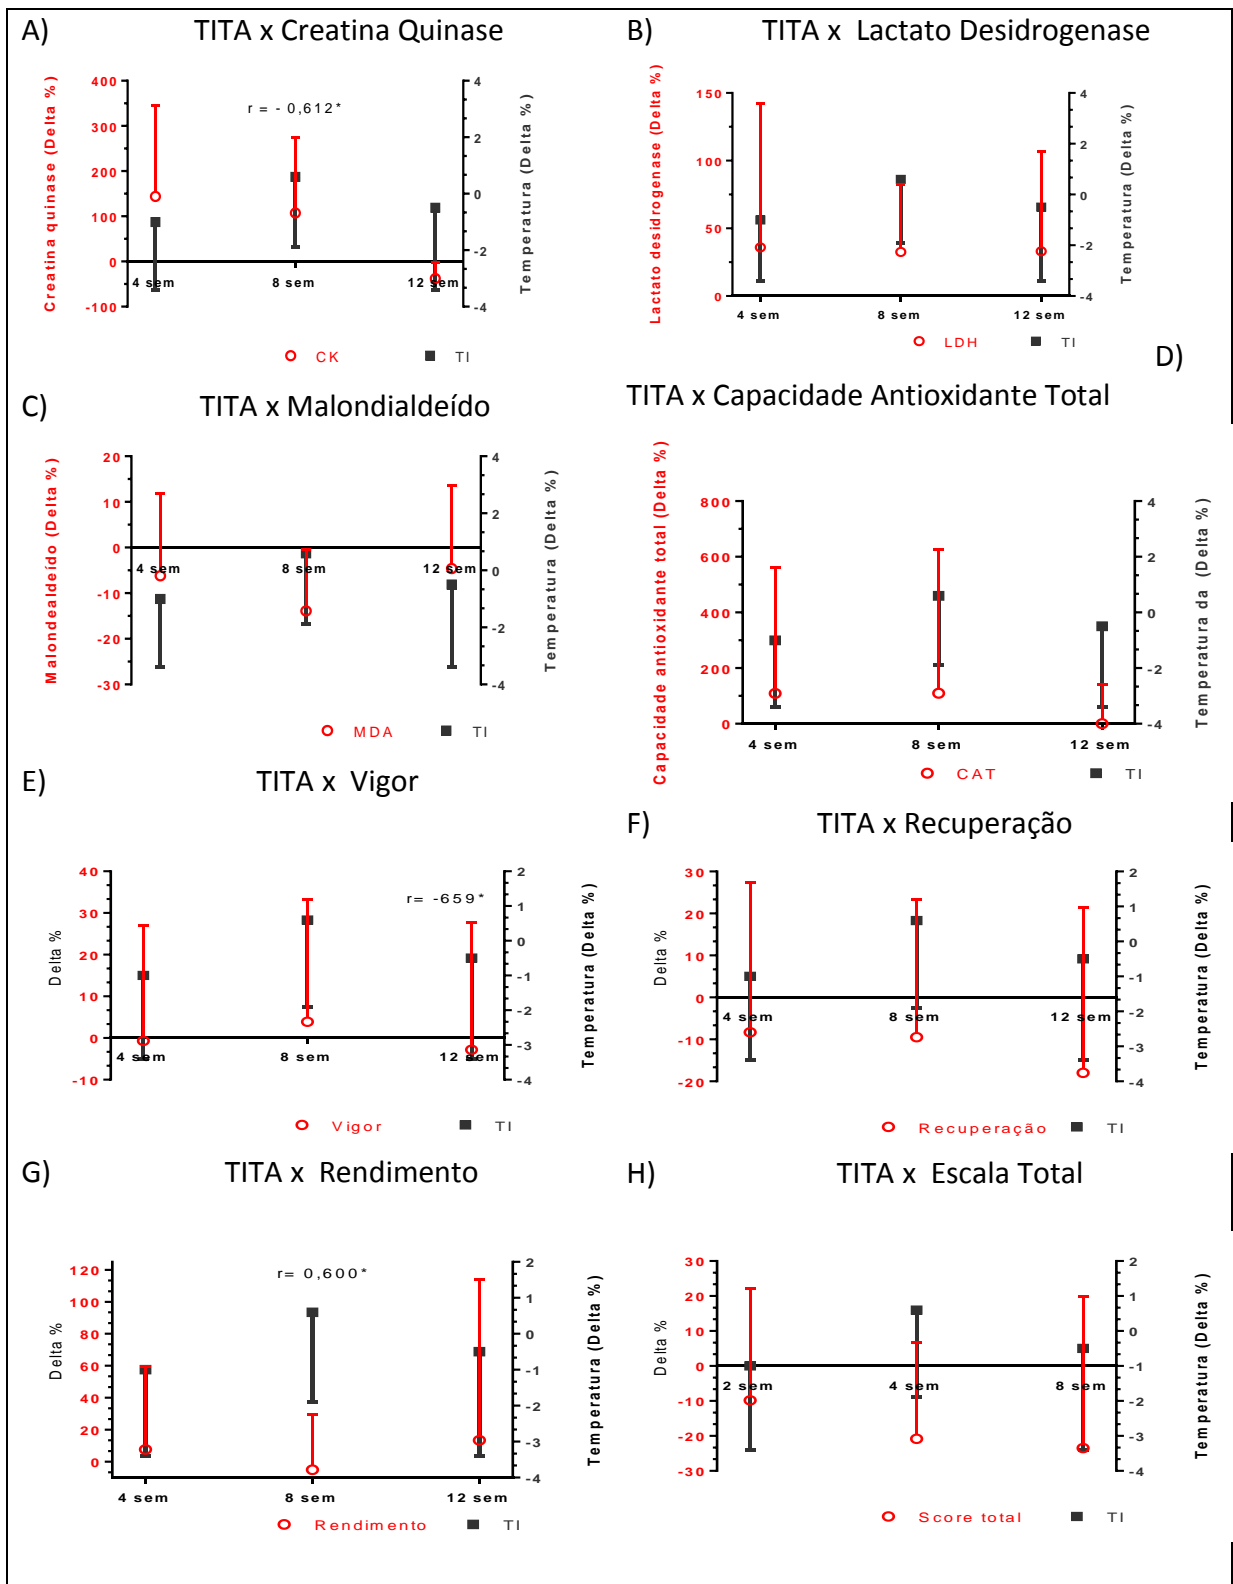 A) TITA x Creatina Quinase
Creatina quinase (Delta %)
400
300
200
100
0
-100
r = - 0,612*
4 sem 8 sem 12 sem
4
2
0
-2
-4
Temperatura (Delta %)
CK TI
B) TITA x Lactato Desidrogenase
Lactato desidrogenase (Delta %)
150
100
50
0
4 sem 8 sem 12 sem
4
2
0
-2
-4
Temperatura (Delta %)
LDH TI
C) TITA x Malondialdeído
Malondealdeído (Delta %)
20
10
0
-10
-20
-30
4 sem 8 sem 12 sem
4
2
0
-2
-4
Temperatura (Delta %)
MDA TI
D)
TITA x Capacidade Antioxidante Total
Capacidade antioxidante total (Delta %)
800
600
400
200
0
4 sem 8 sem 12 sem
4
2
0
-2
-4
Temperatura da (Delta %)
CAT TI
E) TITA x Vigor
Delta %
40
30
20
10
0
-10
r= -659*
4 sem 8 sem 12 sem
2
1
0
-1
-2
-3
-4
Temperatura (Delta %)
Vigor TI
F) TITA x Recuperação
Delta %
30
20
10
0
-10
-20
4 sem 8 sem 12 sem
2
1
0
-1
-2
-3
-4
Temperatura (Delta %)
Recuperação TI
G) TITA x Rendimento
Delta %
120
100
80
60
40
20
0
r= 0,600*
4 sem 8 sem 12 sem
2
1
0
-1
-2
-3
-4
Temperatura (Delta %)
Rendimento TI
H) TITA x Escala Total
Delta %
30
20
10
0
-10
-20
-30
2 sem 4 sem 8 sem
2
1
0
-1
-2
-3
-4
Temperatura (Delta %)
Score total TI